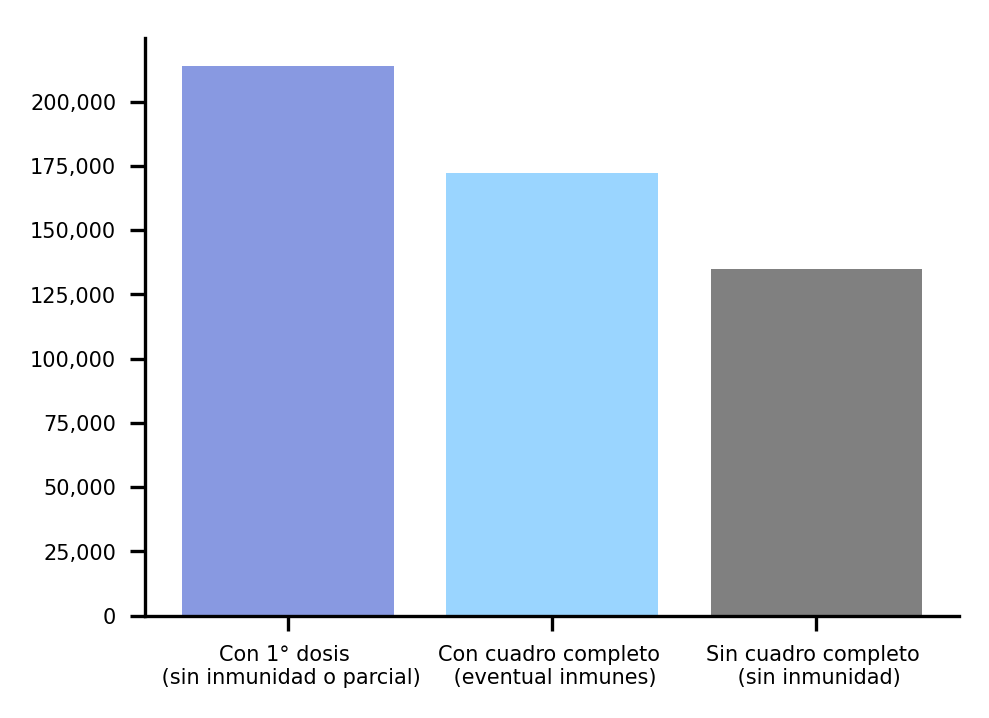 200,000
175,000
150,000
125,000
100,000
75,000
50,000
25,000
0
Con 1° dosis
(sin inmunidad o parcial)
Con cuadro completo
(eventual inmunes)
Sin cuadro completo
(sin inmunidad)